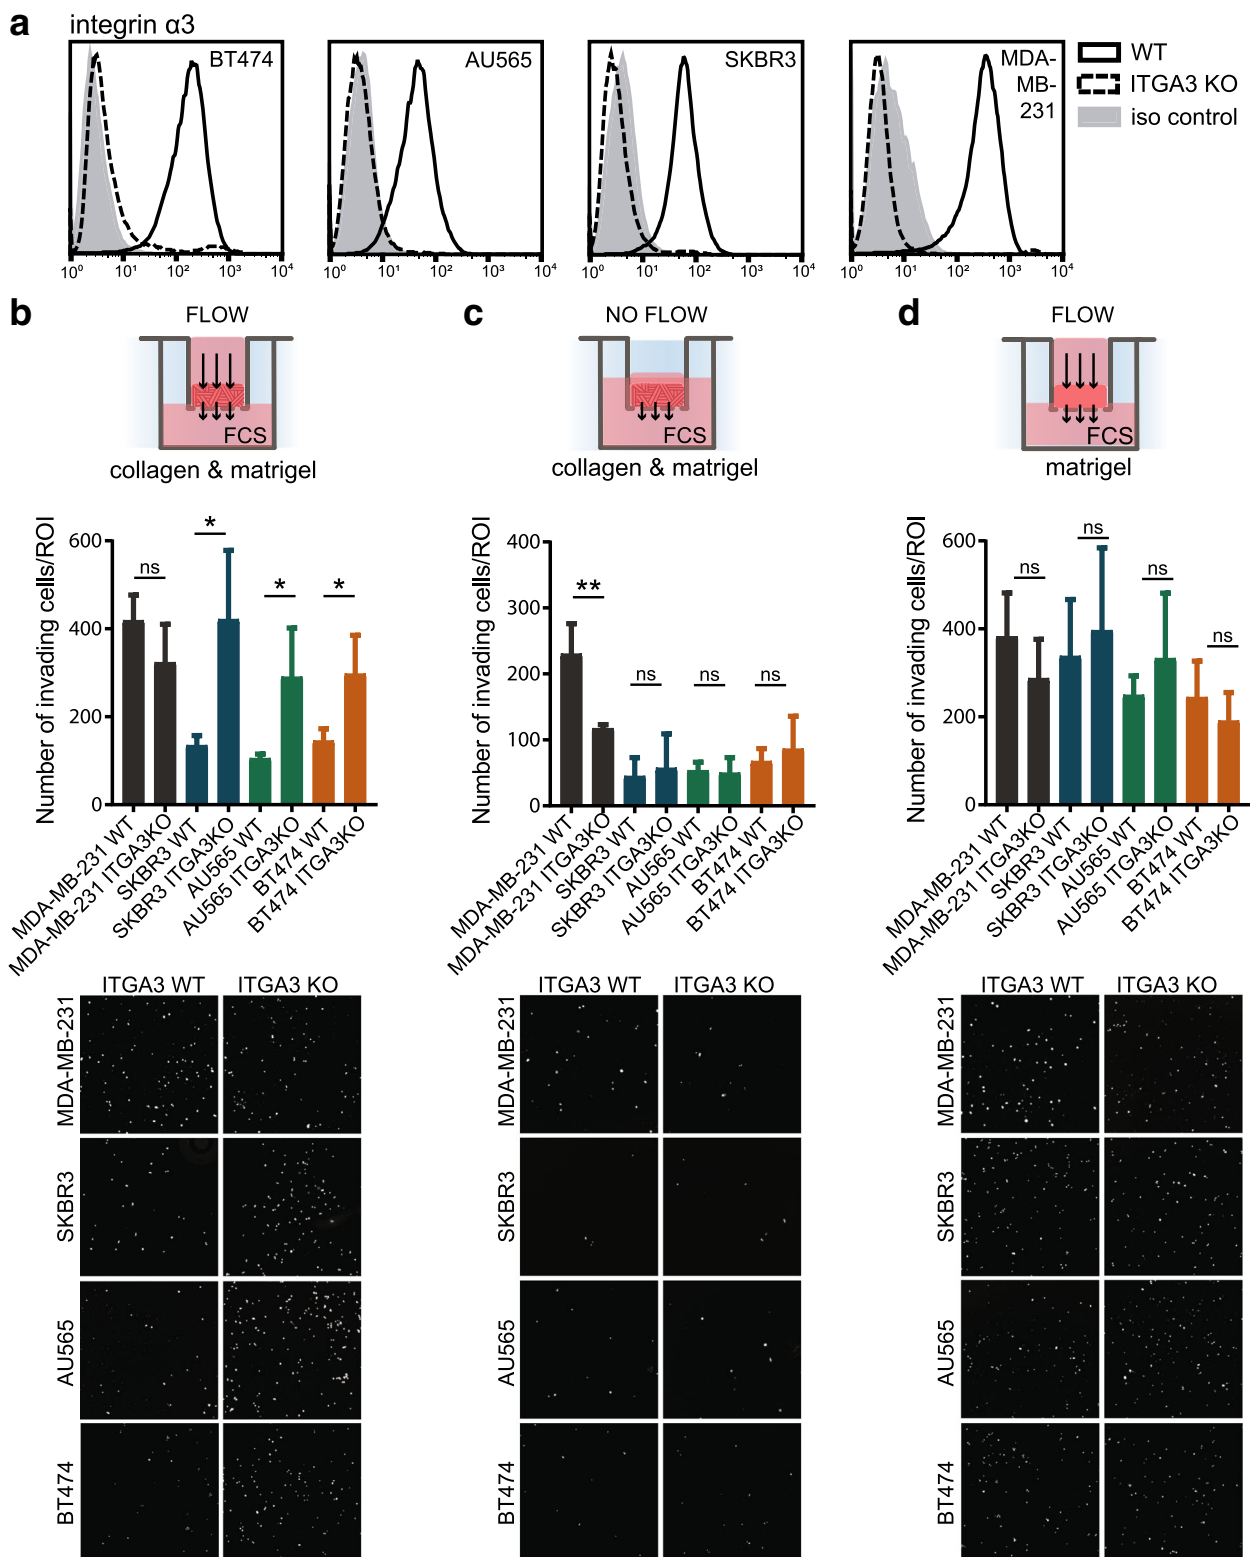 a
integrin α3
BT474
AU565
SKBR3
MDA-
MB-
231
WT
ITGA3 KO
iso control
10⁰ 10¹ 10² 10³ 10⁴
10⁰ 10¹ 10² 10³ 10⁴
10⁰ 10¹ 10² 10³ 10⁴
10⁰ 10¹ 10² 10³ 10⁴
b
FLOW
FCS
collagen & matrigel
Number of invading cells/ROI
600
400
200
0
ns
*
*
*
MDA-MB-231 WT
MDA-MB-231 ITGA3KO
SKBR3 WT
SKBR3 ITGA3KO
AU565 WT
AU565 ITGA3KO
BT474 WT
BT474 ITGA3KO
ITGA3 WT ITGA3 KO
MDA-MB-231
SKBR3
AU565
BT474
c
NO FLOW
FCS
collagen & matrigel
Number of invading cells/ROI
400
300
200
100
0
**
ns
ns
ns
MDA-MB-231 WT
MDA-MB-231 ITGA3KO
SKBR3 WT
SKBR3 ITGA3KO
AU565 WT
AU565 ITGA3KO
BT474 WT
BT474 ITGA3KO
ITGA3 WT ITGA3 KO
MDA-MB-231
SKBR3
AU565
BT474
d
FLOW
FCS
matrigel
Number of invading cells/ROI
600
400
200
0
ns
ns
ns
ns
MDA-MB-231 WT
MDA-MB-231 ITGA3KO
SKBR3 WT
SKBR3 ITGA3KO
AU565 WT
AU565 ITGA3KO
BT474 WT
BT474 ITGA3KO
ITGA3 WT ITGA3 KO
MDA-MB-231
SKBR3
AU565
BT474